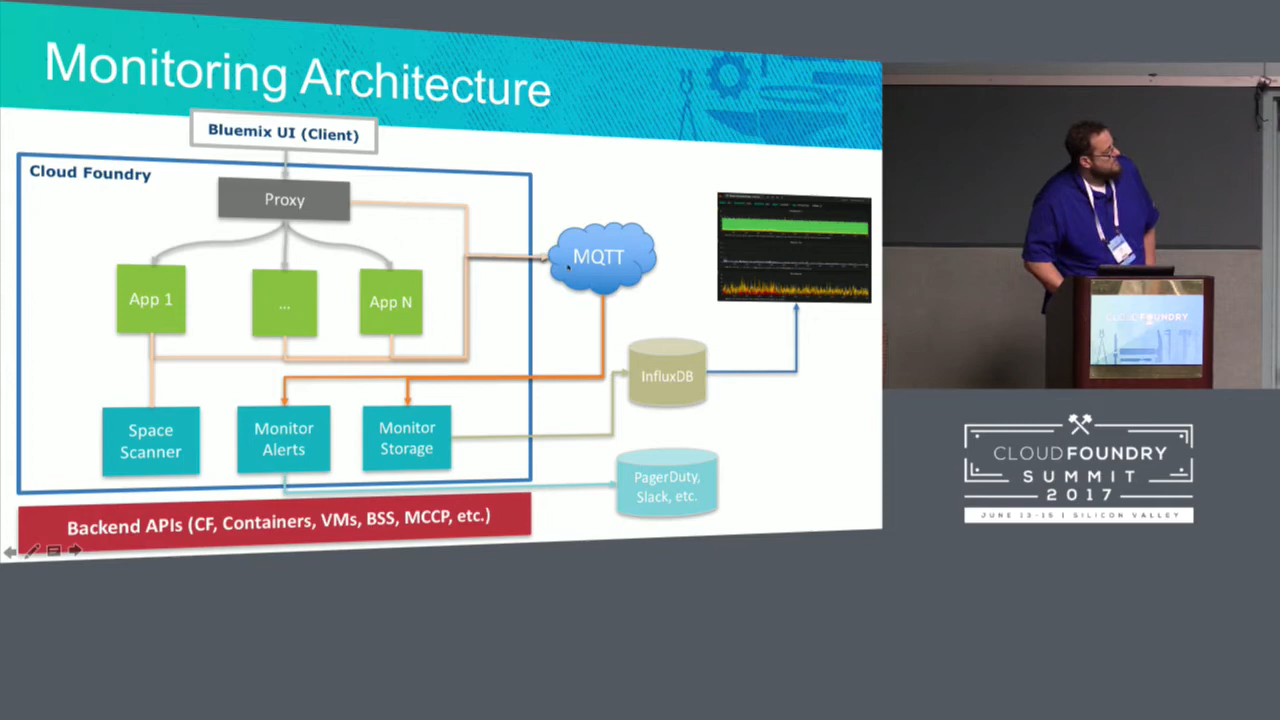 Monitoring Architecture
Bluemix UI (Client)
Cloud Foundry
Proxy
App 1
...
App N
MQTT
InfluxDB
Space
Scanner
Monitor
Alerts
Monitor
Storage
PagerDuty,
Slack, etc.
Backend APIs (CF, Containers, VMs, BSS, MCCP, etc.)
CLOUD FOUNDRY
CLOUD FOUNDRY
SUMMIT
2017
JUNE 13-15 | SILICON VALLEY